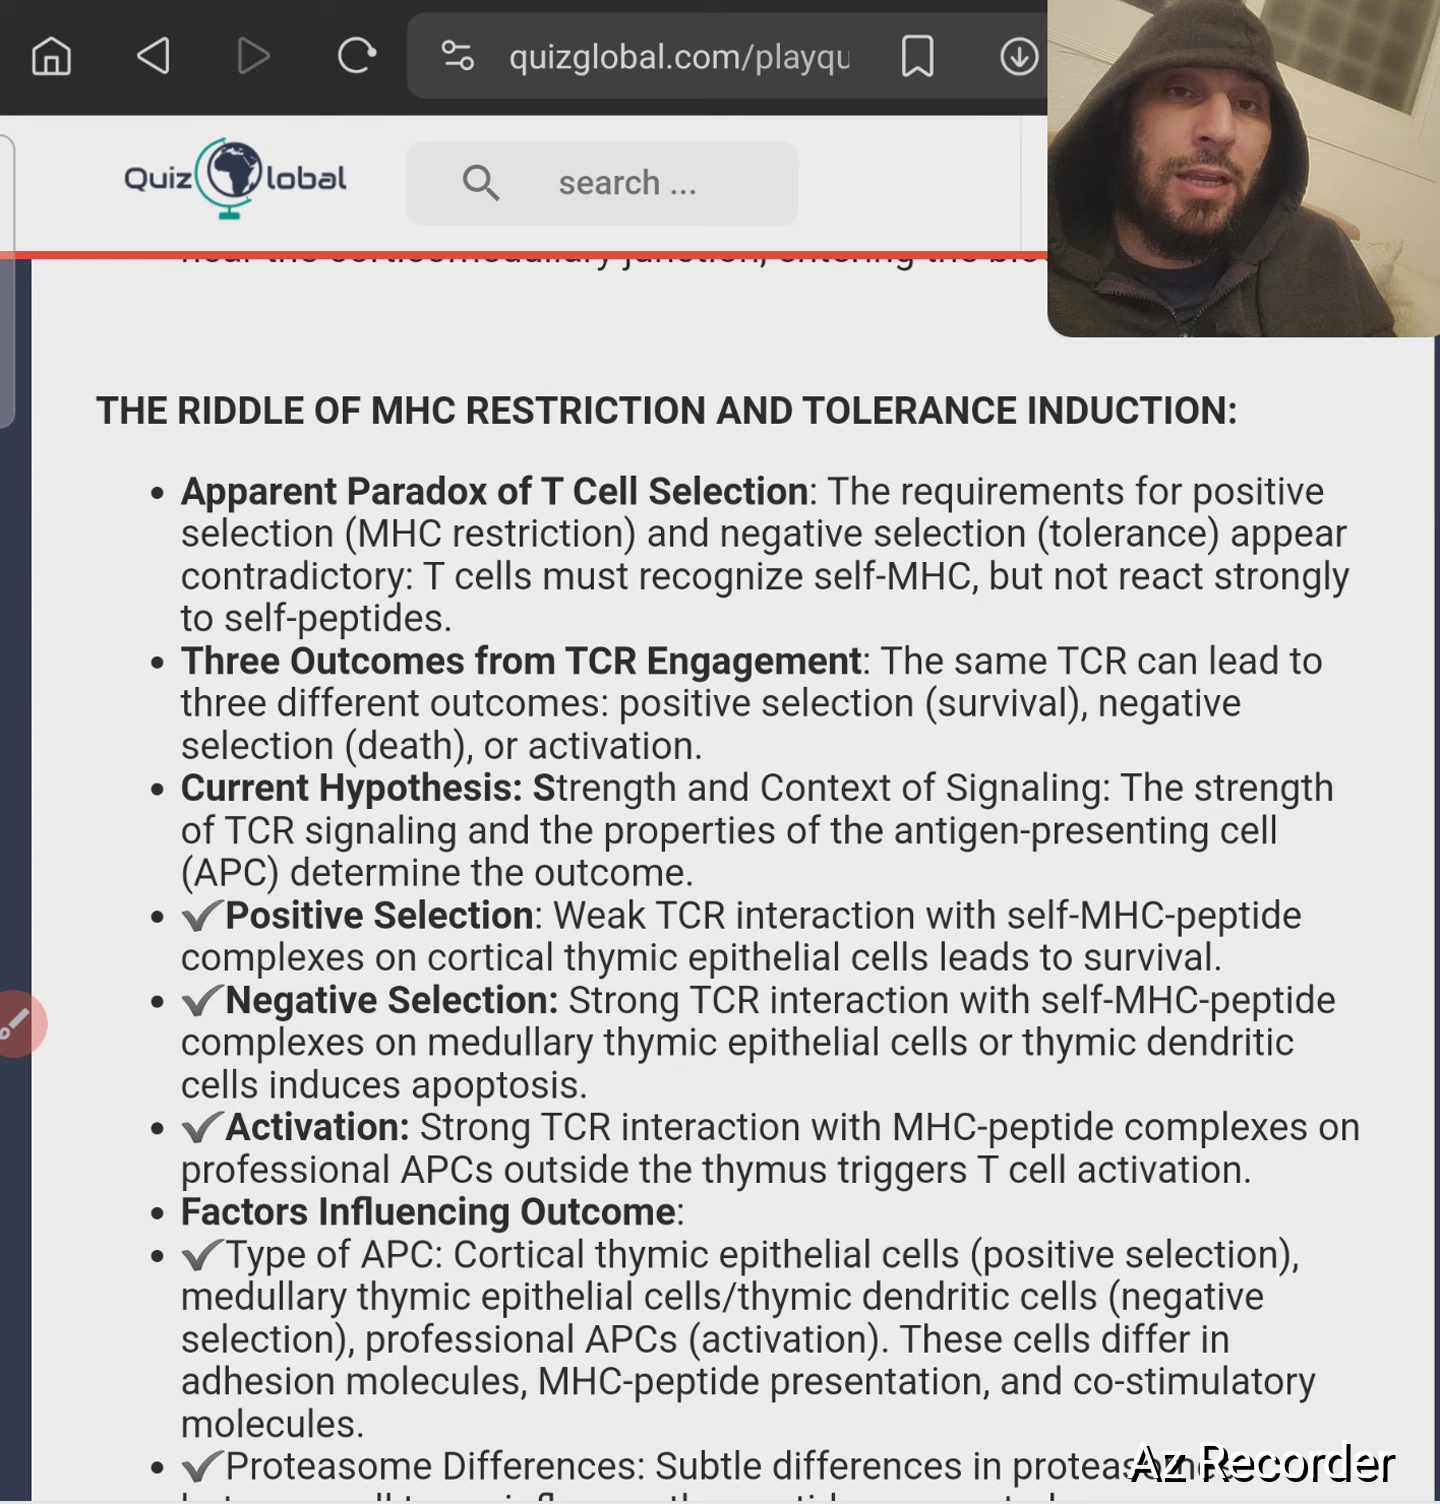 quizglobal.com/playqu
Quiz Global
search ...
near the corticomedullary junction, entering the blo
THE RIDDLE OF MHC RESTRICTION AND TOLERANCE INDUCTION:
• Apparent Paradox of T Cell Selection: The requirements for positive
selection (MHC restriction) and negative selection (tolerance) appear
contradictory: T cells must recognize self-MHC, but not react strongly
to self-peptides.
• Three Outcomes from TCR Engagement: The same TCR can lead to
three different outcomes: positive selection (survival), negative
selection (death), or activation.
• Current Hypothesis: Strength and Context of Signaling: The strength
of TCR signaling and the properties of the antigen-presenting cell
(APC) determine the outcome.
• ✓Positive Selection: Weak TCR interaction with self-MHC-peptide
complexes on cortical thymic epithelial cells leads to survival.
• ✓Negative Selection: Strong TCR interaction with self-MHC-peptide
complexes on medullary thymic epithelial cells or thymic dendritic
cells induces apoptosis.
• ✓Activation: Strong TCR interaction with MHC-peptide complexes on
professional APCs outside the thymus triggers T cell activation.
• Factors Influencing Outcome:
• ✓Type of APC: Cortical thymic epithelial cells (positive selection),
medullary thymic epithelial cells/thymic dendritic cells (negative
selection), professional APCs (activation). These cells differ in
adhesion molecules, MHC-peptide presentation, and co-stimulatory
molecules.
• ✓Proteasome Differences: Subtle differences in proteasomes
Az Recorder